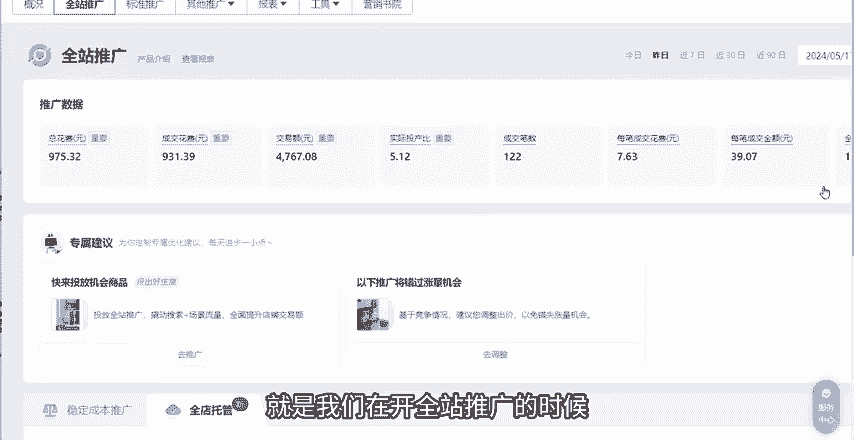 概况 全站推广 标准推广 其他推广 报表 工具 营销书院
全站推广 产品介绍 查看报表 今日 昨日 近7日 近30日 近90日 2024/05/1
推广数据
总花费(元) 重要 成交花费(元) 重要 交易额(元) 重要 实际投产比 重要 成交笔数 每笔成交花费(元) 每笔成交金额(元) 全
975.32 931.39 4,767.08 5.12 122 7.63 39.07 1
专属建议 为你定制专属优化建议，每天进步一小点~
快来投放机会商品 以下推广将错过涨量机会
投放全站推广，撬动搜索+场景流量，全面提升店铺交易额 基于竞争情况，建议您调整出价，以免错失涨量机会。
去推广 去调整
服务
中心
稳定成本推广 全店托管 新
就是我们在开全站推广的时候